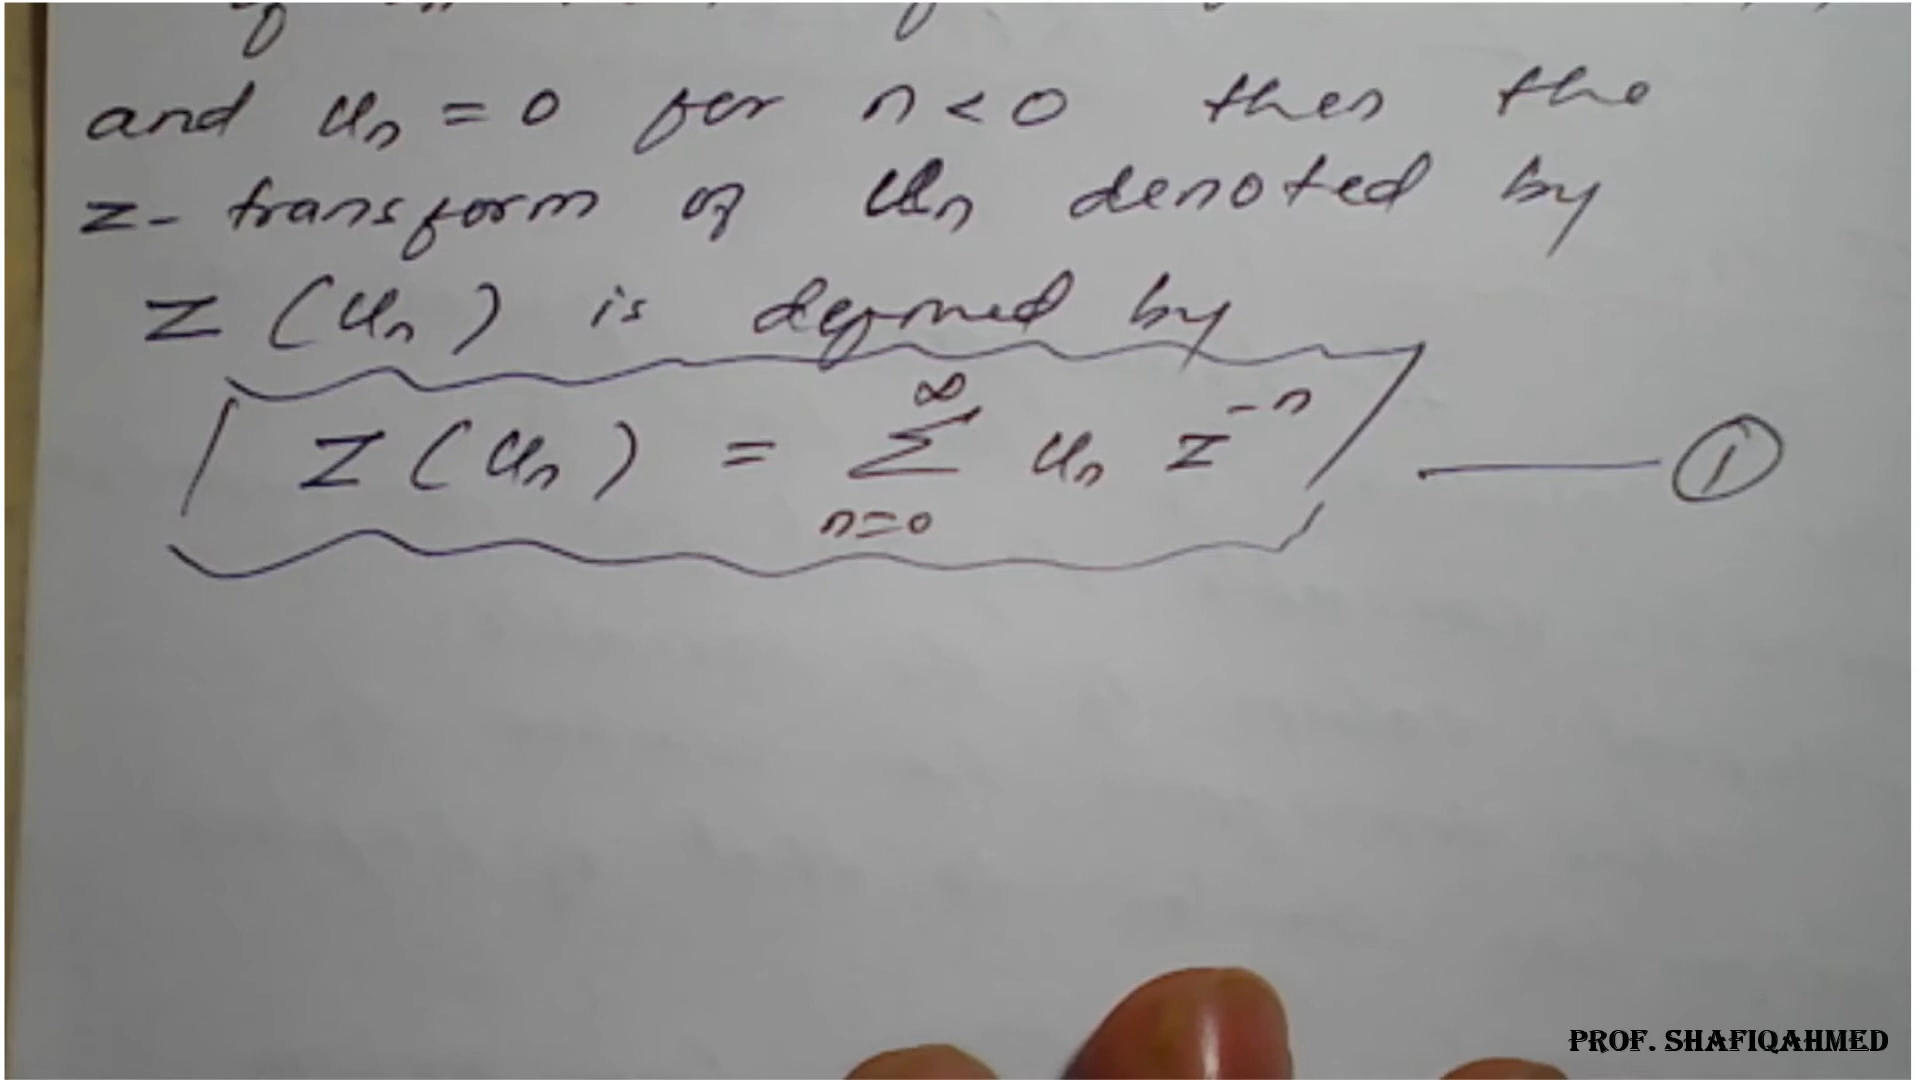 and uₙ = 0 for n < 0 then the
z- transform of uₙ denoted by
Z (uₙ) is defined by
Z (uₙ) = ∞ Σ n=0 uₙ z⁻ⁿ —— ①
PROF. SHAFIQAHMED